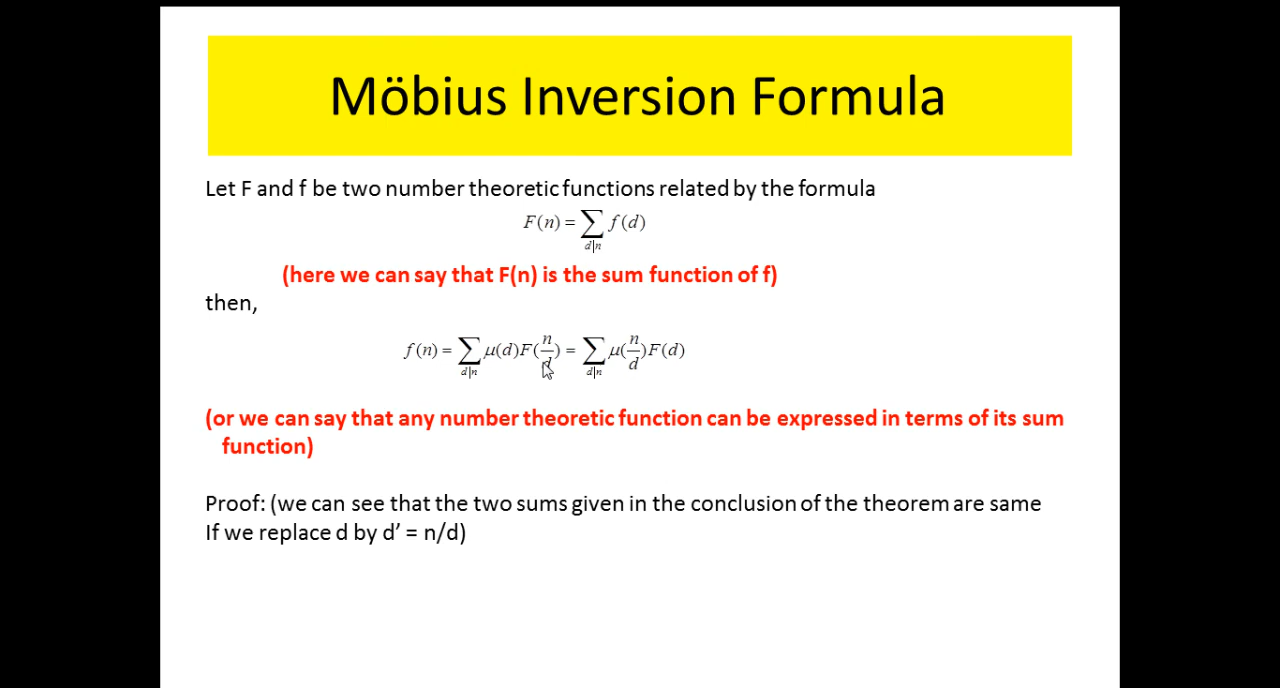 Möbius Inversion Formula
Let F and f be two number theoretic functions related by the formula
F(n) = ∑ f(d)
d|n
(here we can say that F(n) is the sum function of f)
then,
f(n) = ∑ μ(d)F(n/d) = ∑ μ(n/d)F(d)
d|n d|n
(or we can say that any number theoretic function can be expressed in terms of its sum
function)
Proof: (we can see that the two sums given in the conclusion of the theorem are same
If we replace d by d’ = n/d)